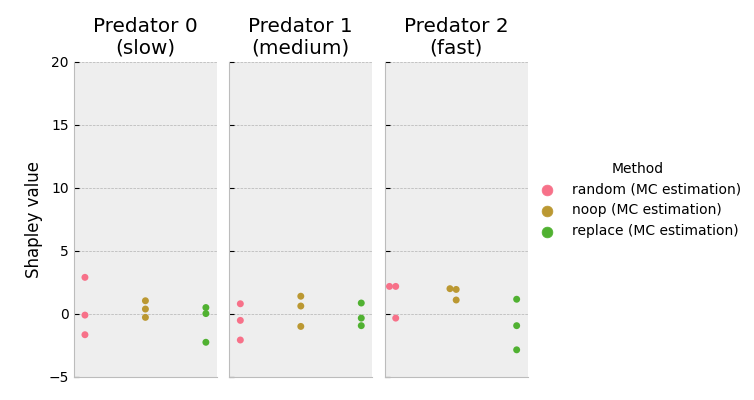 Predator 0
(slow)
Predator 1
(medium)
Predator 2
(fast)
20
15
10
5
0
−5
Shapley value
Method
random (MC estimation)
noop (MC estimation)
replace (MC estimation)